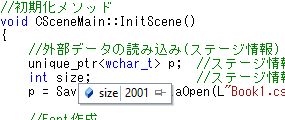 //初期化メソッド
void CSceneMain::InitScene()
{
//外部データの読み込み(ステージ情報)
unique_ptr<wchar_t> p; //ステージ情報
int size; //ステージ情報
p = Sav aOpen(L"Book1.cs
size 2001
//Font作成